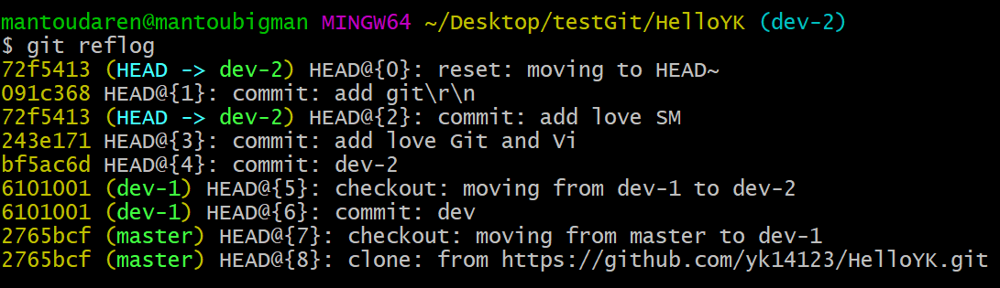 mantoudaren@mantoubigman MINGW64 ~/Desktop/testGit/HelloYK (dev-2)
$ git reflog
72f5413 (HEAD -> dev-2) HEAD@{0}: reset: moving to HEAD~
091c368 HEAD@{1}: commit: add git\r\n
72f5413 (HEAD -> dev-2) HEAD@{2}: commit: add love SM
243e171 HEAD@{3}: commit: add love Git and Vi
bf5ac6d HEAD@{4}: commit: dev-2
6101001 (dev-1) HEAD@{5}: checkout: moving from dev-1 to dev-2
6101001 (dev-1) HEAD@{6}: commit: dev
2765bcf (master) HEAD@{7}: checkout: moving from master to dev-1
2765bcf (master) HEAD@{8}: clone: from https://github.com/yk14123/HelloYK.git